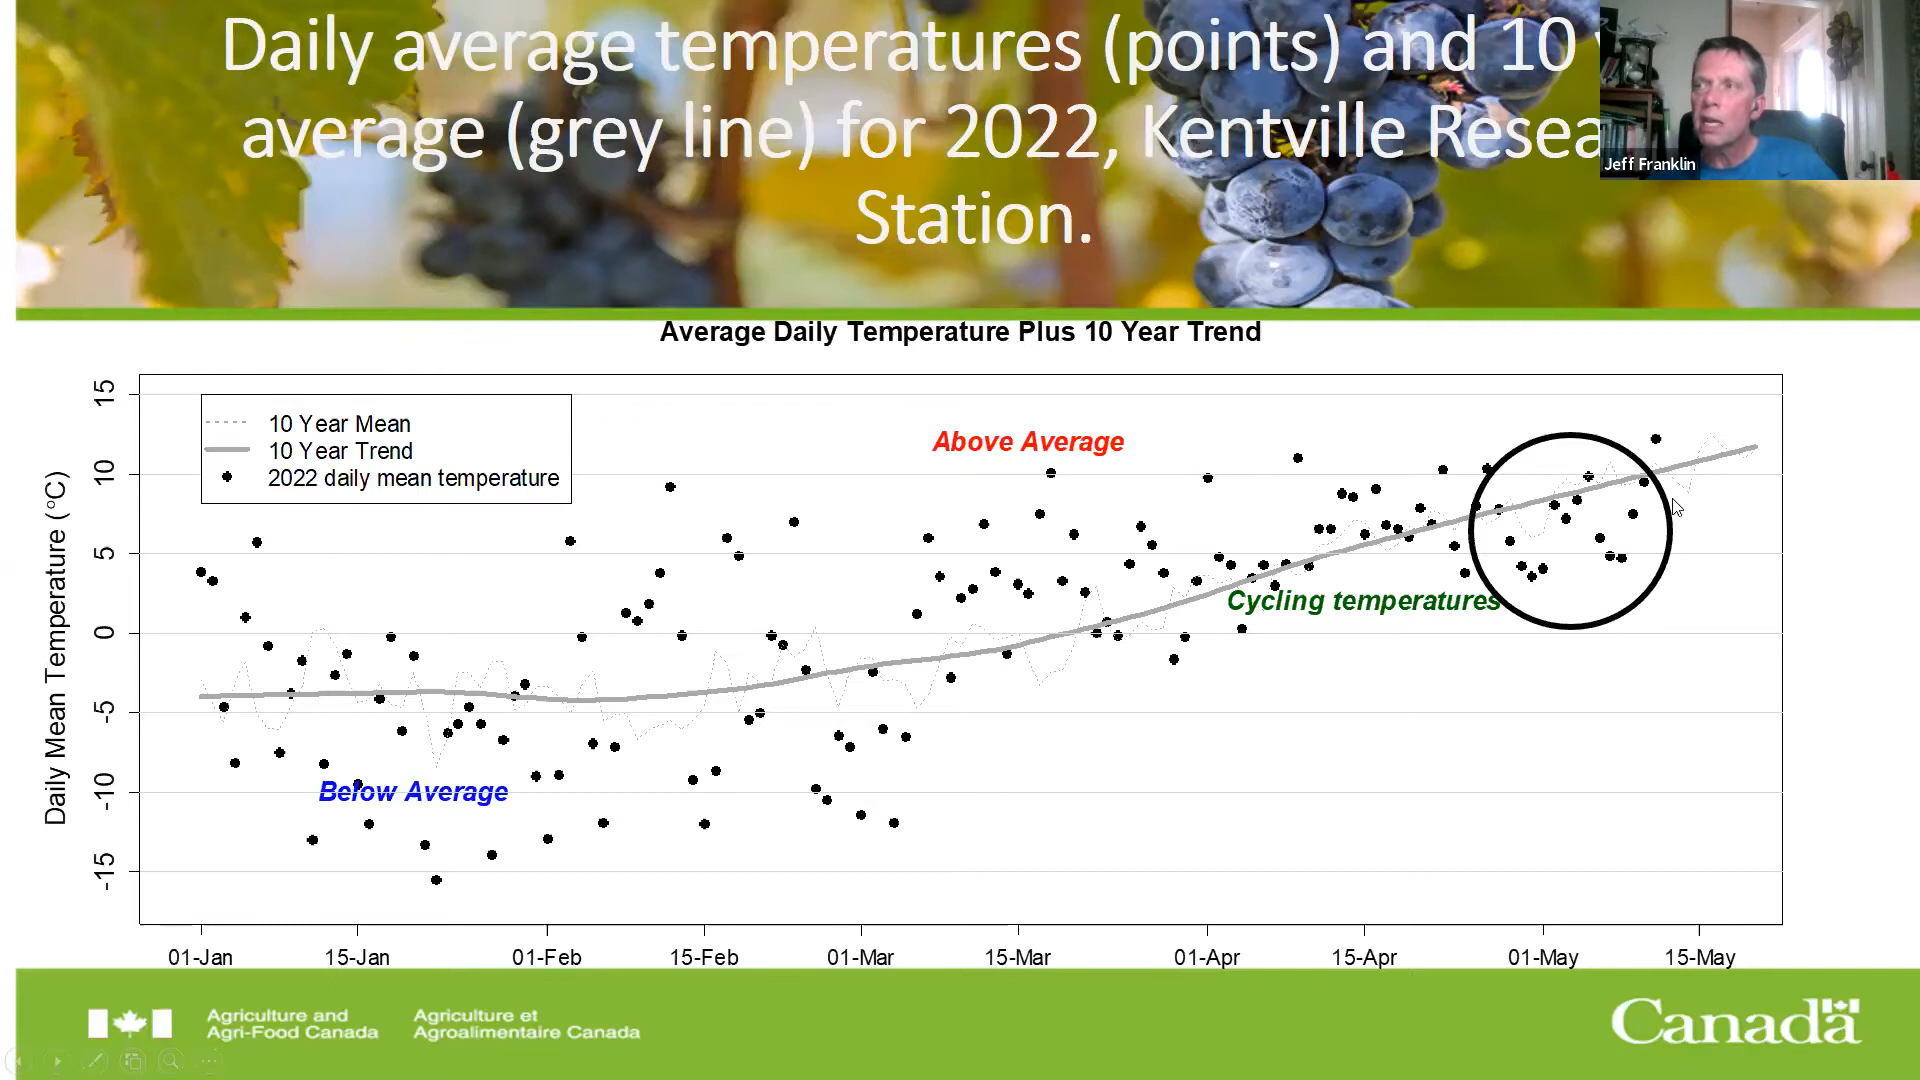 Daily average temperatures (points) and 10
average (grey line) for 2022, Kentville Resea
Station.
Jeff Franklin
Average Daily Temperature Plus 10 Year Trend
10 Year Mean
10 Year Trend
2022 daily mean temperature
Above Average
Cycling temperatures
Below Average
Daily Mean Temperature (°C)
15
10
5
0
-5
-10
-15
01-Jan 15-Jan 01-Feb 15-Feb 01-Mar 15-Mar 01-Apr 15-Apr 01-May 15-May
Agriculture and
Agri-Food Canada
Agriculture et
Agroalimentaire Canada
Canada